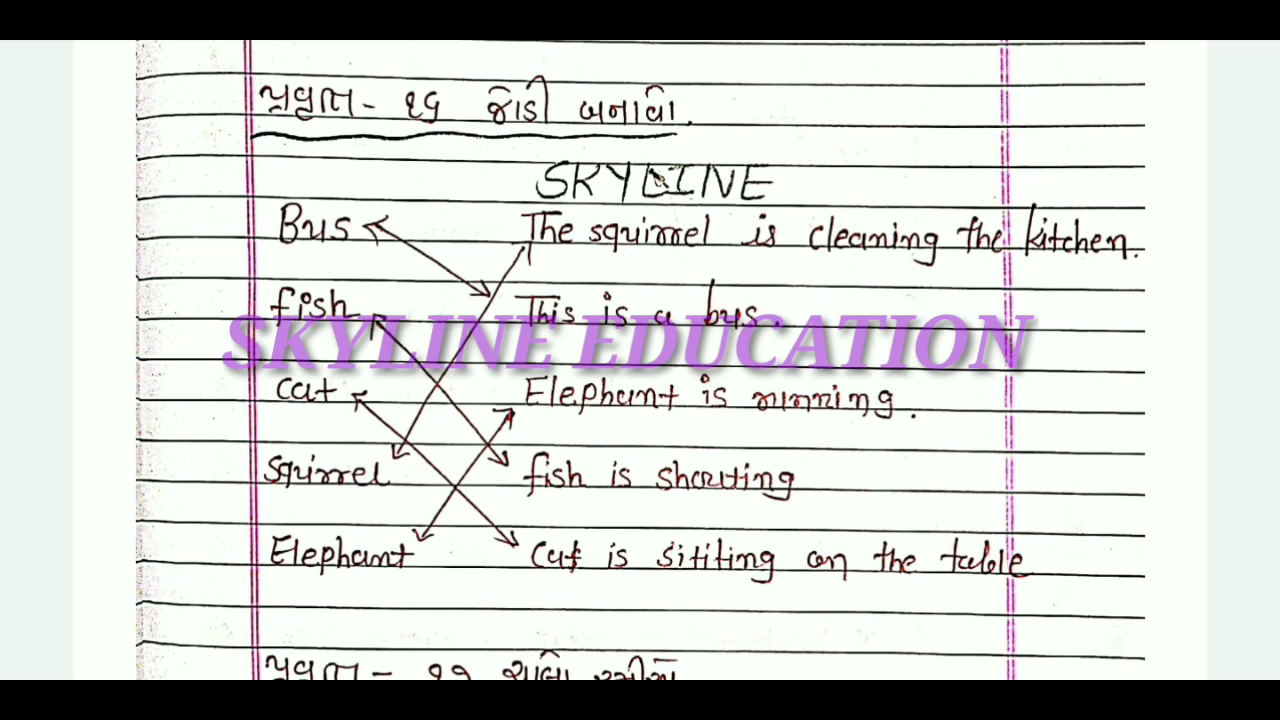 પ્રવૃત્તિ - ૧૬ જોડી બનાવો.
SKYLINE
Bus The squirrel is cleaning the kitchen.
fish This is a bus.
SKYLINE EDUCATION
cat Elephant is running.
squirrel fish is shouting
Elephant Cat is sititing on the table